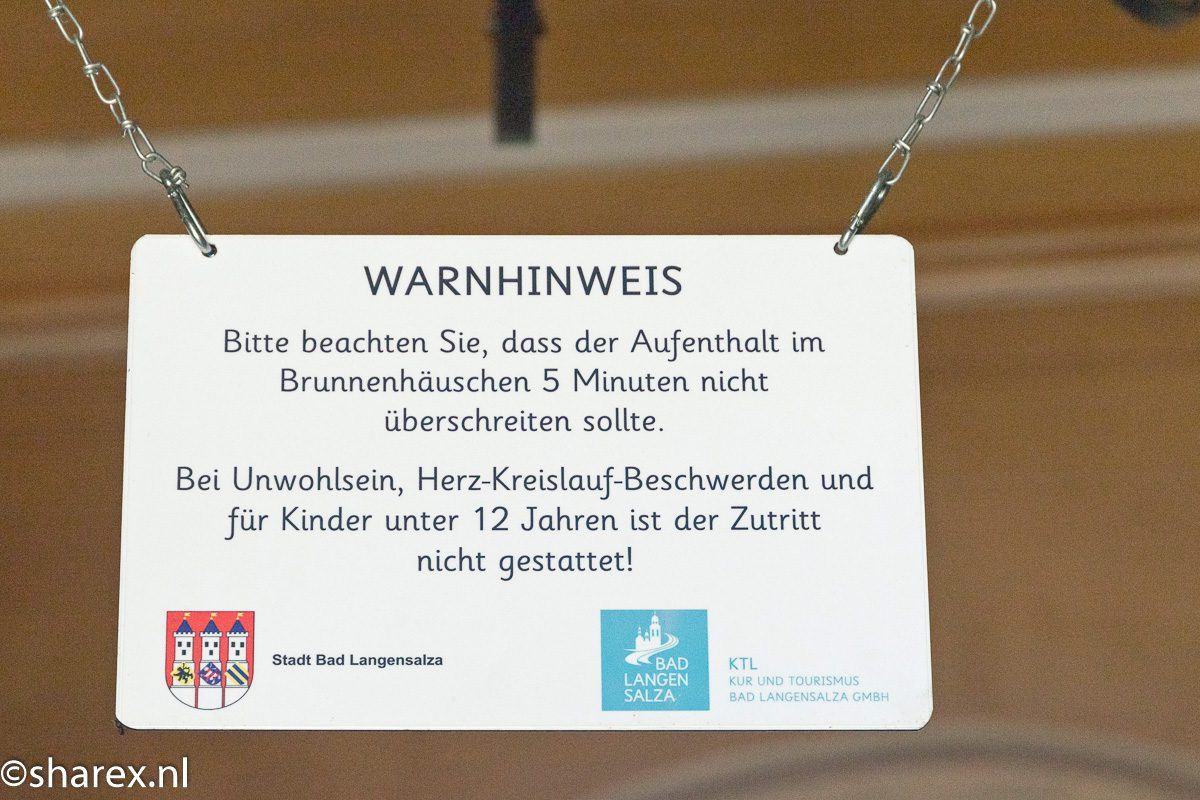 WARNHINWEIS
Bitte beachten Sie, dass der Aufenthalt im
Brunnenhäuschen 5 Minuten nicht
überschreiten sollte.
Bei Unwohlsein, Herz-Kreislauf-Beschwerden und
für Kinder unter 12 Jahren ist der Zutritt
nicht gestattet!
Stadt Bad Langensalza
BAD
LANGEN
SALZA
KTL
KUR UND TOURISMUS
BAD LANGENSALZA GMBH
©sharex.nl